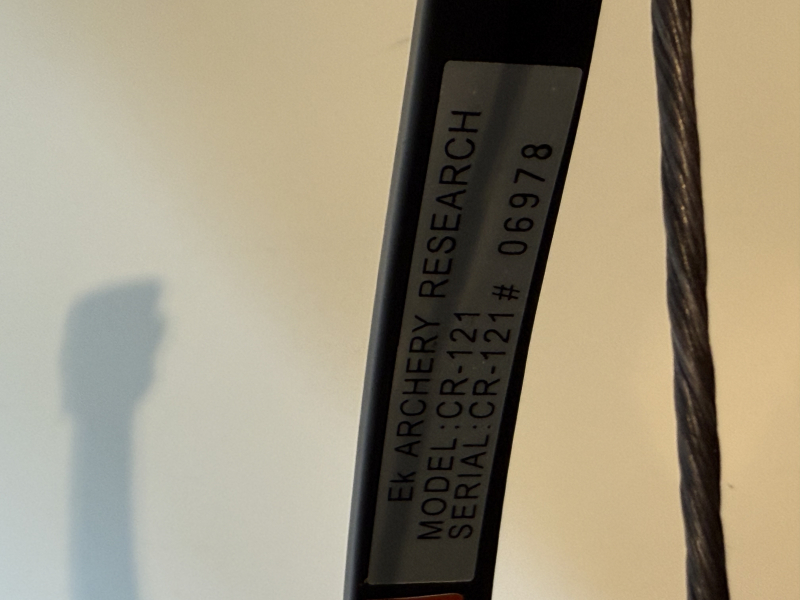 Ek ARCHERY RESEARCH
MODEL:CR-121
SERIAL:CR-121# 06978